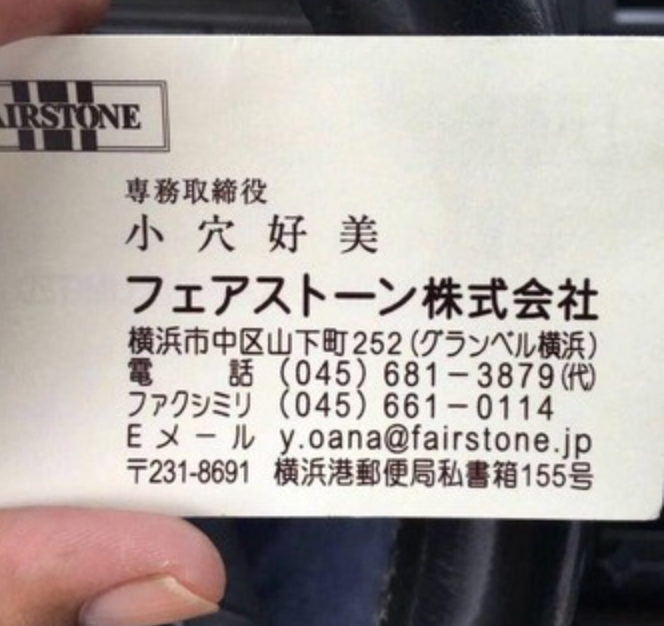 FAIRSTONE
専務取締役
小穴好美
フェアストーン株式会社
横浜市中区山下町252(グランベル横浜)
電話 (045) 681-3879(代)
ファクシミリ (045) 661-0114
Eメール y.oana@fairstone.jp
〒231-8691 横浜港郵便局私書箱155号